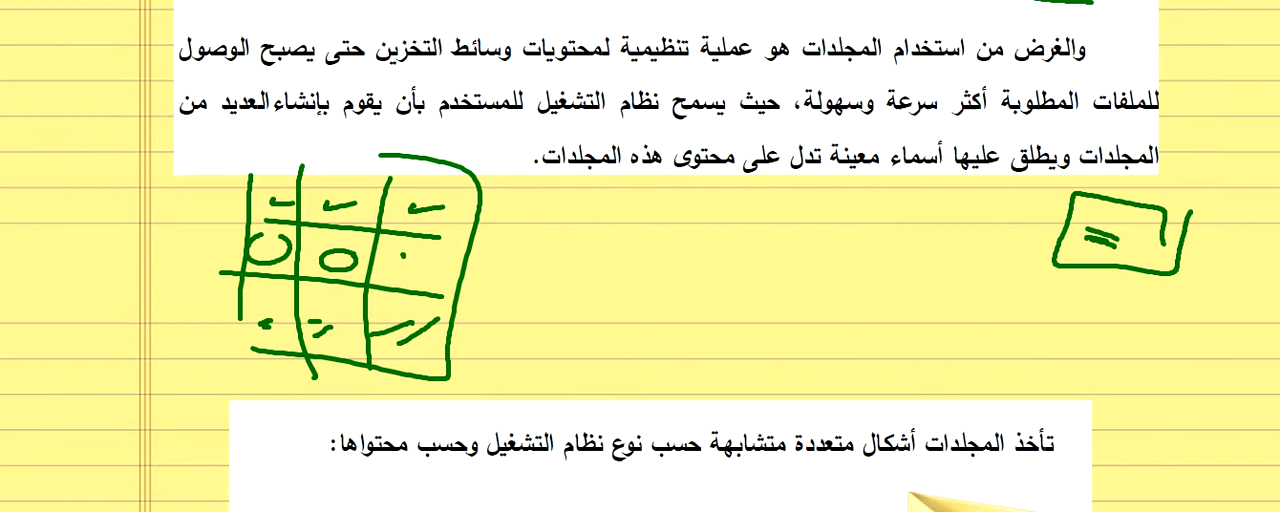 والغرض من استخدام المجلدات هو عملية تنظيمية لمحتويات وسائط التخزين حتى يصبح الوصول
للملفات المطلوبة أكثر سرعة وسهولة، حيث يسمح نظام التشغيل للمستخدم بأن يقوم بإنشاء العديد من
المجلدات ويطلق عليها أسماء معينة تدل على محتوى هذه المجلدات.
تأخذ المجلدات أشكال متعددة متشابهة حسب نوع نظام التشغيل وحسب محتواها: